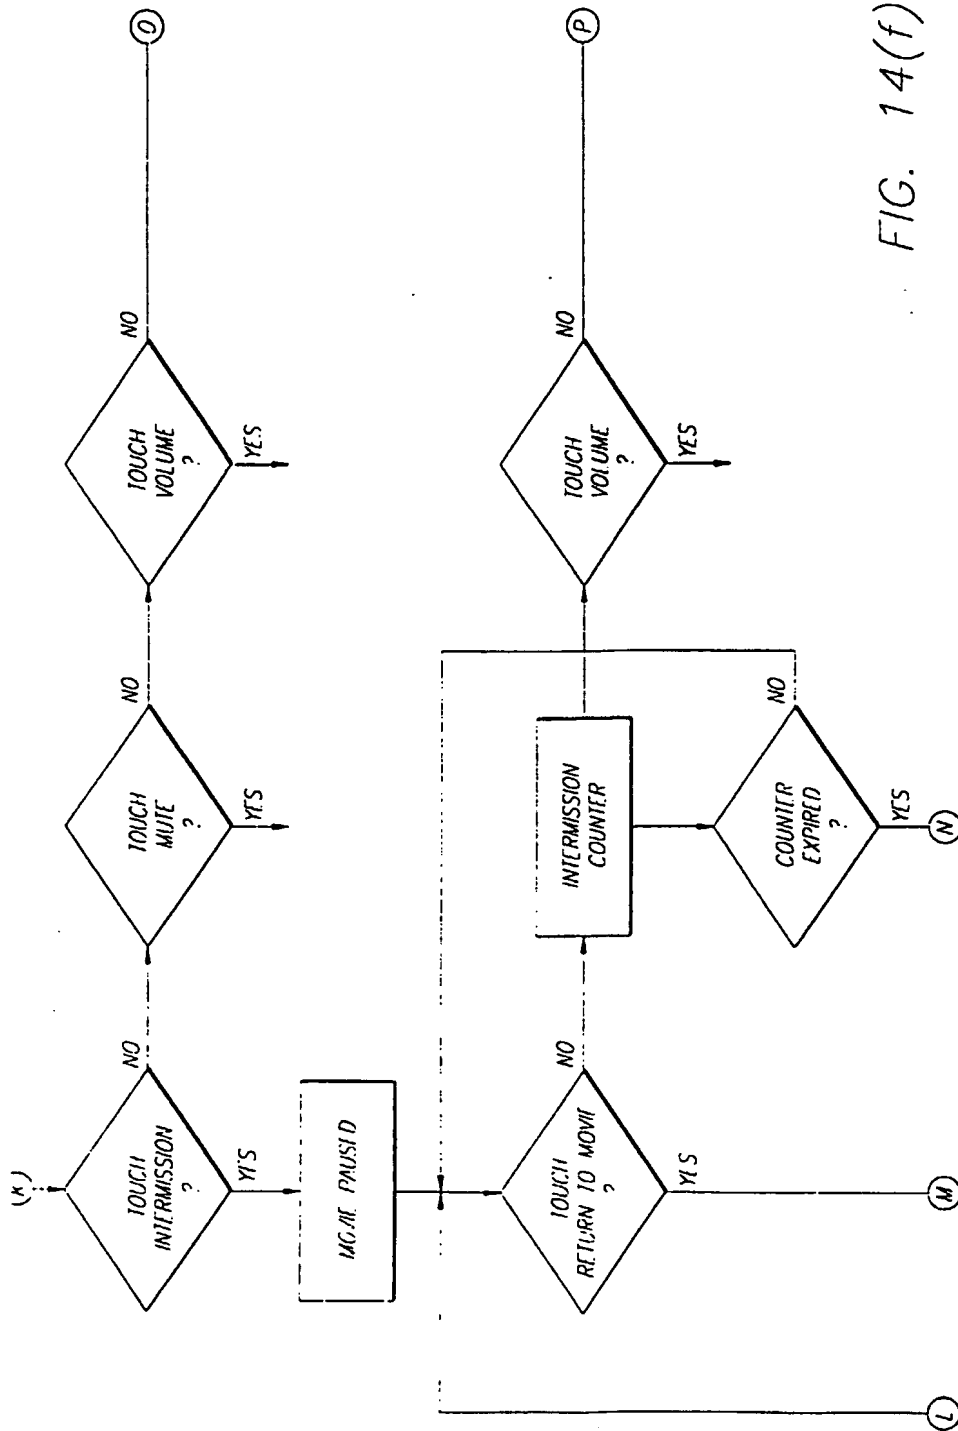 (K)
TOUCH
INTERMISSION
?
NO
YES
TOUCH
MUTE
?
NO
YES
TOUCH
VOLUME
?
NO
YES
O
MOVIE PAUSED
TOUCH
RETURN TO MOVIE
?
NO
YES
INTERMISSION
COUNTER
TOUCH
VOLUME
?
NO
YES
P
COUNTER
EXPIRED
?
NO
YES
L
M
N
FIG. 14(f)